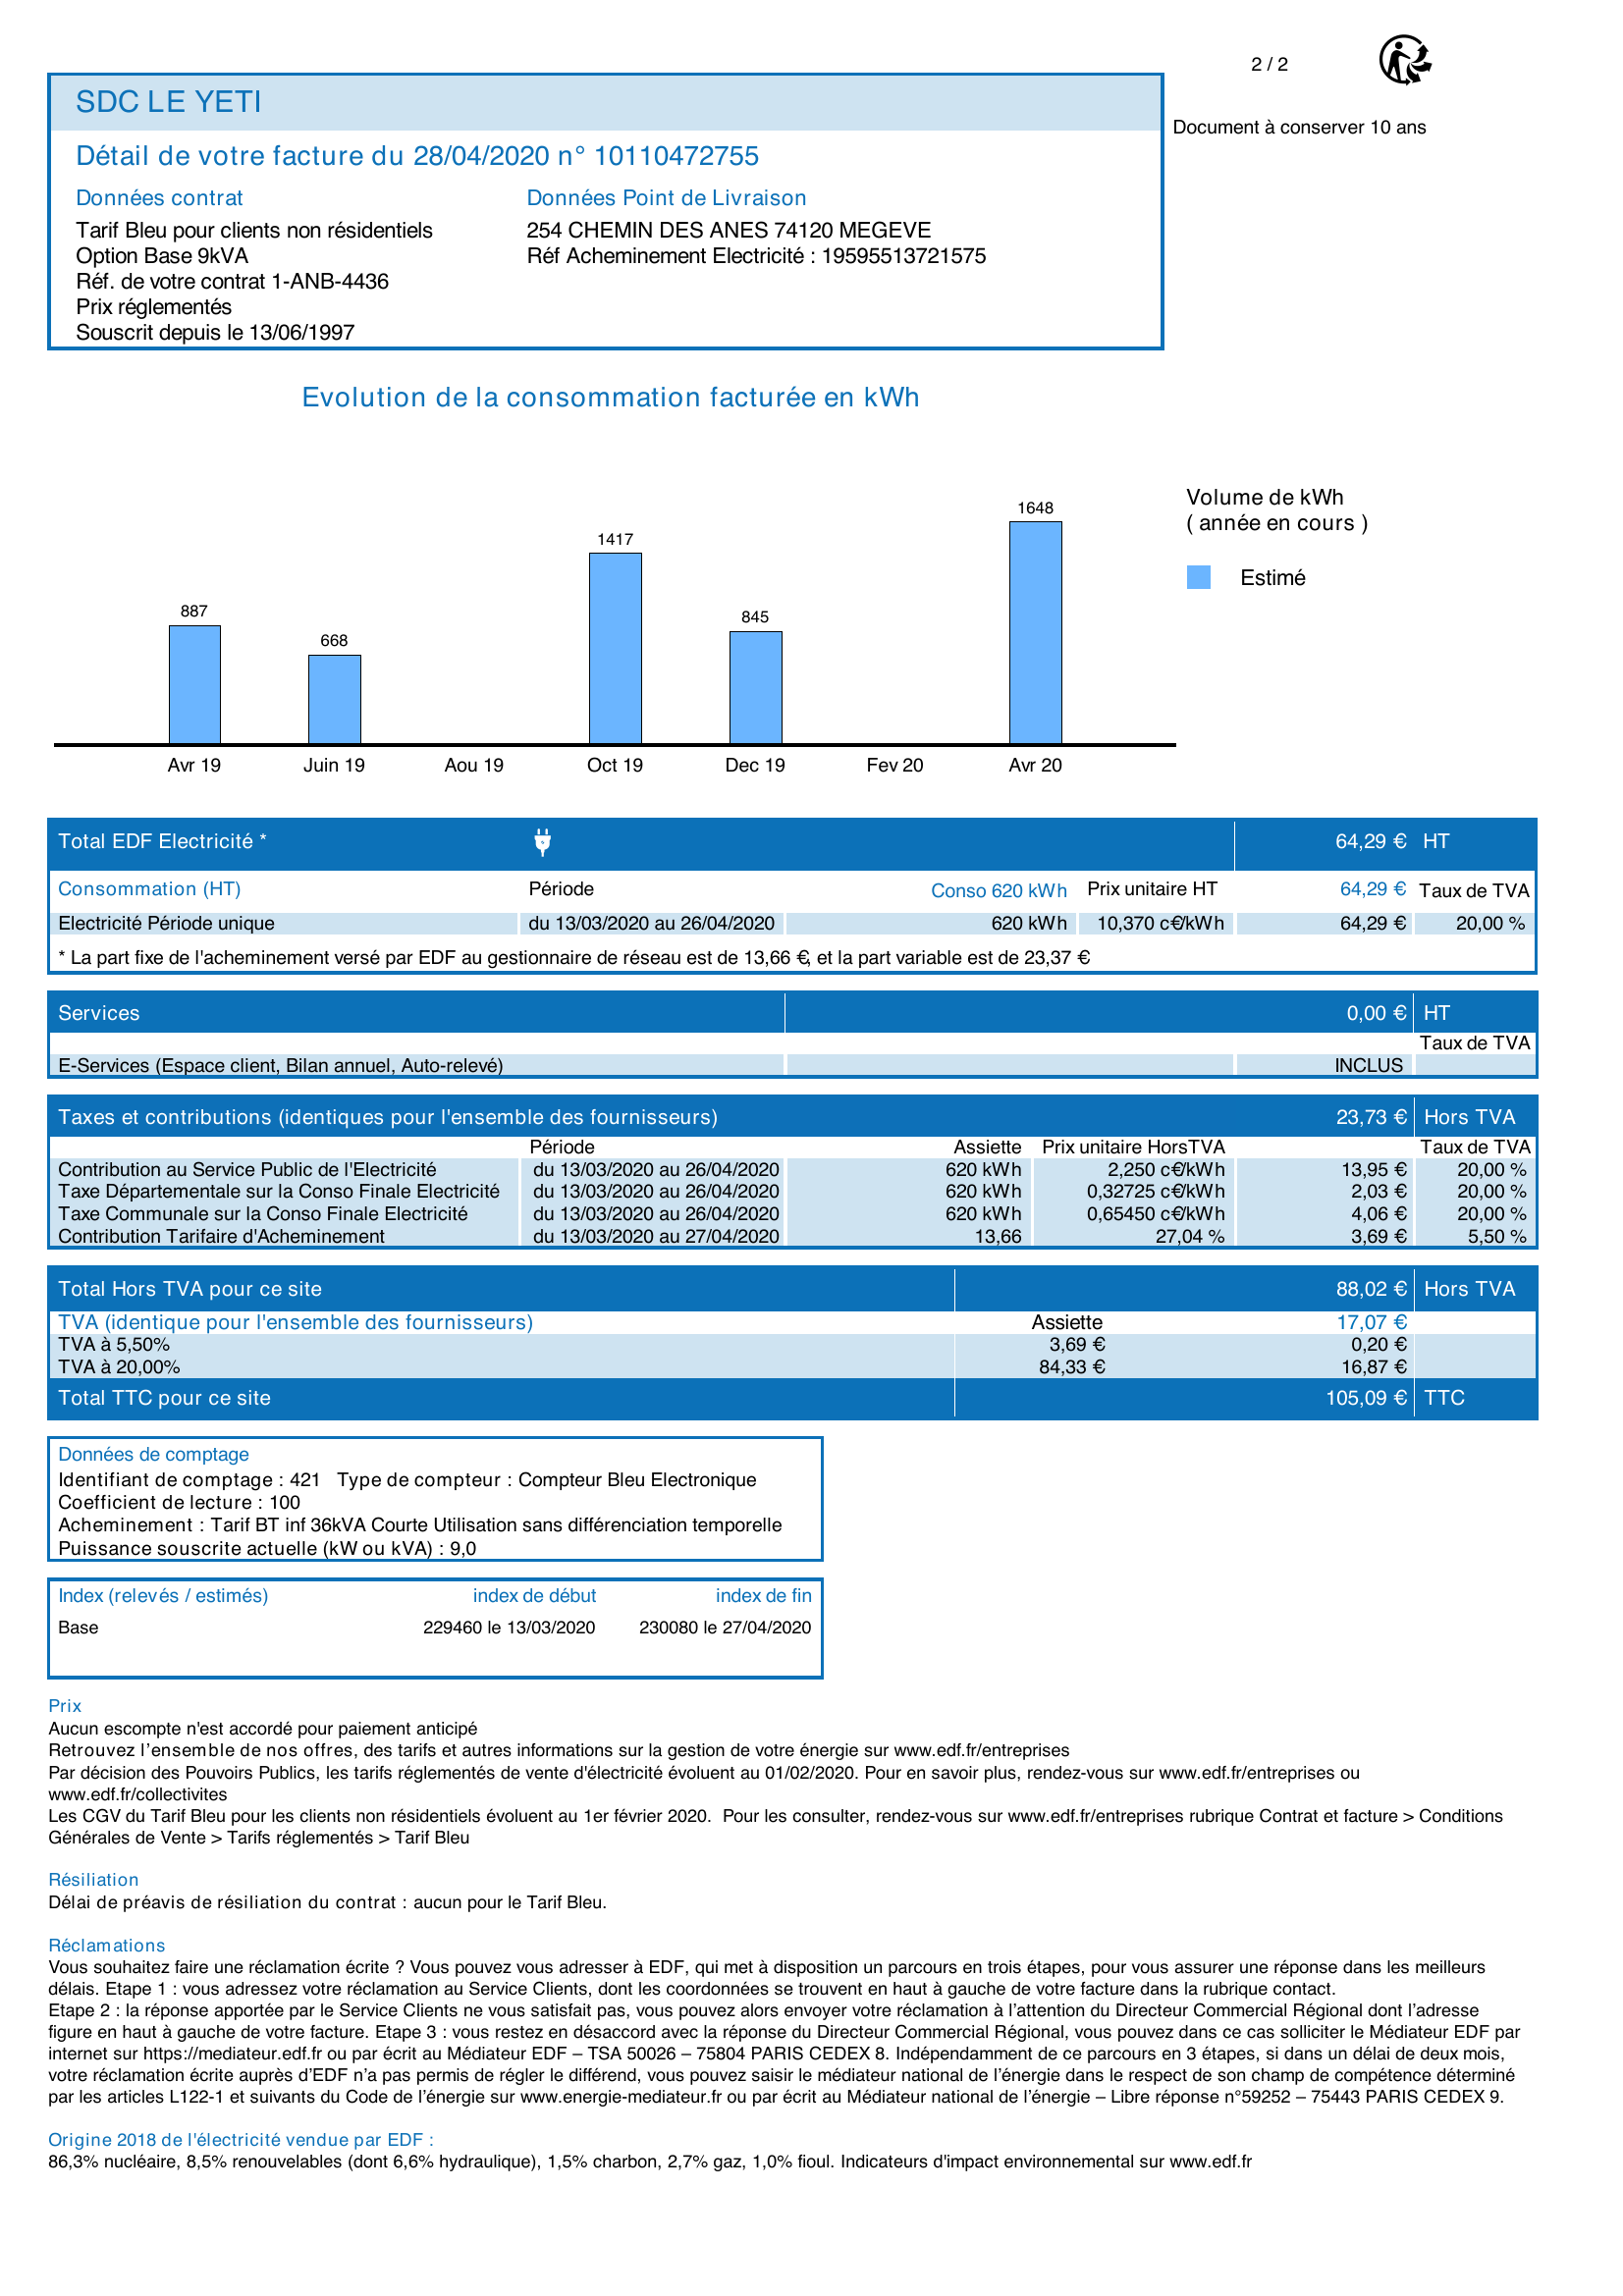 2 / 2
Document à conserver 10 ans
SDC LE YETI
Détail de votre facture du 28/04/2020 n° 10110472755
Données contrat
Tarif Bleu pour clients non résidentiels
Option Base 9kVA
Réf. de votre contrat 1-ANB-4436
Prix réglementés
Souscrit depuis le 13/06/1997
Données Point de Livraison
254 CHEMIN DES ANES 74120 MEGEVE
Réf Acheminement Electricité : 19595513721575
Evolution de la consommation facturée en kWh
Volume de kWh
( année en cours )
Estimé
887 668 1417 845 1648
Avr 19 Juin 19 Aou 19 Oct 19 Dec 19 Fev 20 Avr 20
Total EDF Electricité * 64,29 € HT
Consommation (HT) Période Conso 620 kWh Prix unitaire HT 64,29 € Taux de TVA
Electricité Période unique du 13/03/2020 au 26/04/2020 620 kWh 10,370 c€/kWh 64,29 € 20,00 %
* La part fixe de l'acheminement versé par EDF au gestionnaire de réseau est de 13,66 €, et la part variable est de 23,37 €
Services 0,00 € HT
Taux de TVA
E-Services (Espace client, Bilan annuel, Auto-relevé) INCLUS
Taxes et contributions (identiques pour l'ensemble des fournisseurs) 23,73 € Hors TVA
Période Assiette Prix unitaire HorsTVA Taux de TVA
Contribution au Service Public de l'Electricité du 13/03/2020 au 26/04/2020 620 kWh 2,250 c€/kWh 13,95 € 20,00 %
Taxe Départementale sur la Conso Finale Electricité du 13/03/2020 au 26/04/2020 620 kWh 0,32725 c€/kWh 2,03 € 20,00 %
Taxe Communale sur la Conso Finale Electricité du 13/03/2020 au 26/04/2020 620 kWh 0,65450 c€/kWh 4,06 € 20,00 %
Contribution Tarifaire d'Acheminement du 13/03/2020 au 27/04/2020 13,66 27,04 % 3,69 € 5,50 %
Total Hors TVA pour ce site 88,02 € Hors TVA
TVA (identique pour l'ensemble des fournisseurs) Assiette 17,07 €
TVA à 5,50% 3,69 € 0,20 €
TVA à 20,00% 84,33 € 16,87 €
Total TTC pour ce site 105,09 € TTC
Données de comptage
Identifiant de comptage : 421 Type de compteur : Compteur Bleu Electronique
Coefficient de lecture : 100
Acheminement : Tarif BT inf 36kVA Courte Utilisation sans différenciation temporelle
Puissance souscrite actuelle (kW ou kVA) : 9,0
Index (relevés / estimés) index de début index de fin
Base 229460 le 13/03/2020 230080 le 27/04/2020
Prix
Aucun escompte n'est accordé pour paiement anticipé
Retrouvez l'ensemble de nos offres, des tarifs et autres informations sur la gestion de votre énergie sur www.edf.fr/entreprises
Par décision des Pouvoirs Publics, les tarifs réglementés de vente d'électricité évoluent au 01/02/2020. Pour en savoir plus, rendez-vous sur www.edf.fr/entreprises ou
www.edf.fr/collectivites
Les CGV du Tarif Bleu pour les clients non résidentiels évoluent au 1er février 2020. Pour les consulter, rendez-vous sur www.edf.fr/entreprises rubrique Contrat et facture > Conditions
Générales de Vente > Tarifs réglementés > Tarif Bleu
Résiliation
Délai de préavis de résiliation du contrat : aucun pour le Tarif Bleu.
Réclamations
Vous souhaitez faire une réclamation écrite ? Vous pouvez vous adresser à EDF, qui met à disposition un parcours en trois étapes, pour vous assurer une réponse dans les meilleurs
délais. Etape 1 : vous adressez votre réclamation au Service Clients, dont les coordonnées se trouvent en haut à gauche de votre facture dans la rubrique contact.
Etape 2 : la réponse apportée par le Service Clients ne vous satisfait pas, vous pouvez alors envoyer votre réclamation à l'attention du Directeur Commercial Régional dont l'adresse
figure en haut à gauche de votre facture. Etape 3 : vous restez en désaccord avec la réponse du Directeur Commercial Régional, vous pouvez dans ce cas solliciter le Médiateur EDF par
internet sur https://mediateur.edf.fr ou par écrit au Médiateur EDF – TSA 50026 – 75804 PARIS CEDEX 8. Indépendamment de ce parcours en 3 étapes, si dans un délai de deux mois,
votre réclamation écrite auprès d'EDF n'a pas permis de régler le différend, vous pouvez saisir le médiateur national de l'énergie dans le respect de son champ de compétence déterminé
par les articles L122-1 et suivants du Code de l'énergie sur www.energie-mediateur.fr ou par écrit au Médiateur national de l'énergie – Libre réponse n°59252 – 75443 PARIS CEDEX 9.
Origine 2018 de l'électricité vendue par EDF :
86,3% nucléaire, 8,5% renouvelables (dont 6,6% hydraulique), 1,5% charbon, 2,7% gaz, 1,0% fioul. Indicateurs d'impact environnemental sur www.edf.fr